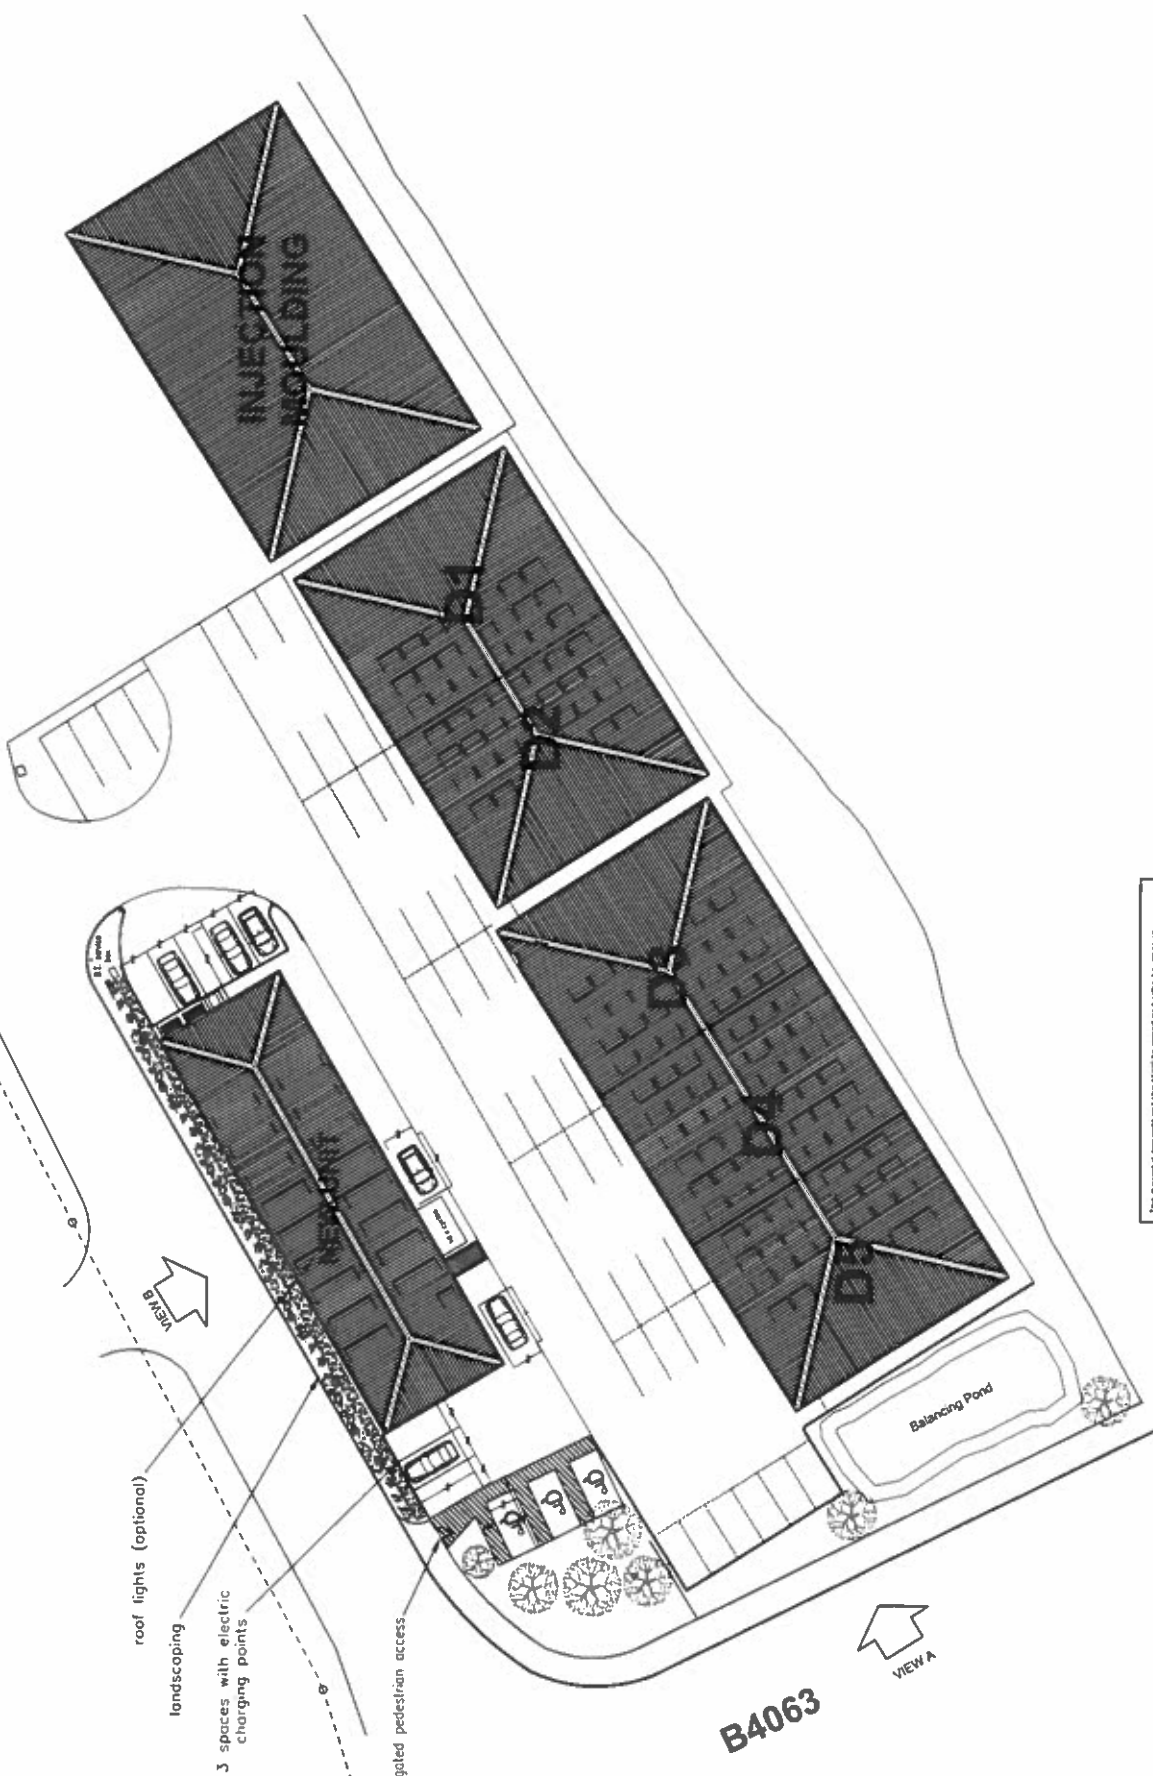 INJECTION
MOULDING
D1
D2
D3
D4
D5
NEW UNIT
VIEW B
Balancing Pond
roof lights (optional)
landscoping
3 spaces with electric
charging points
gated pedestrian access
VIEW A
B4063